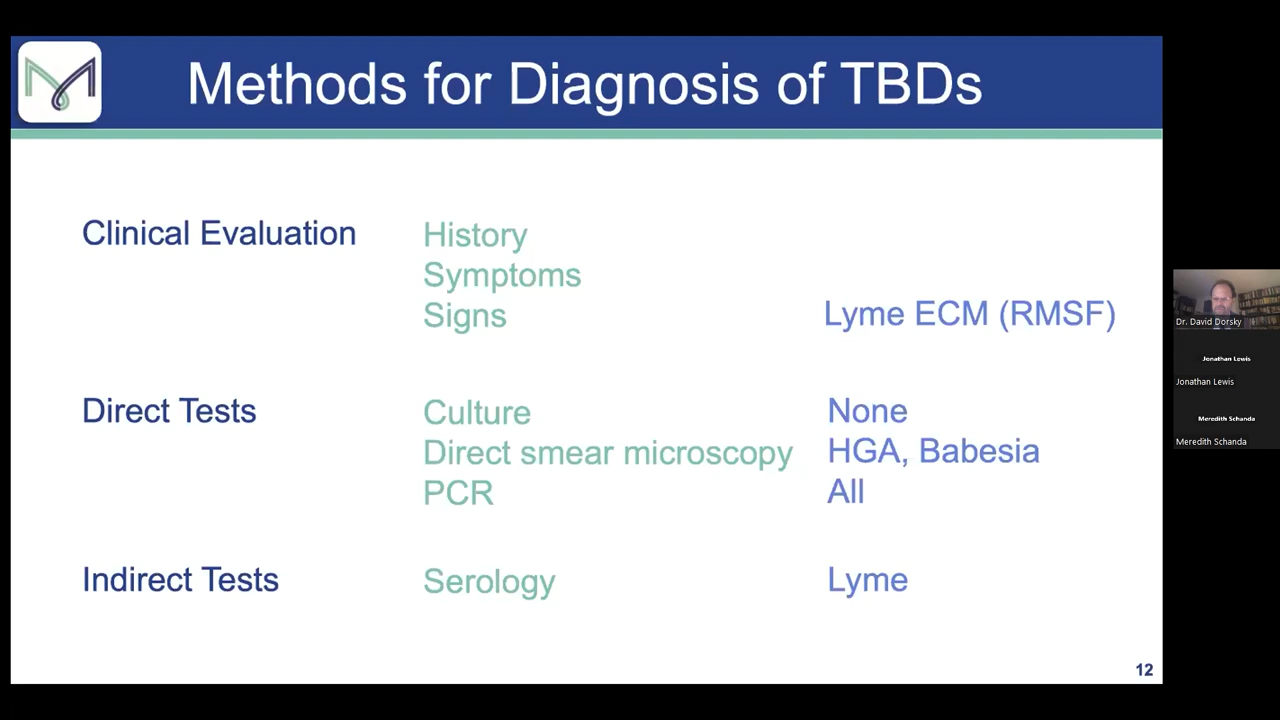 Methods for Diagnosis of TBDs
Clinical Evaluation
History
Symptoms
Signs
Lyme ECM (RMSF)
Direct Tests
Culture
None
Direct smear microscopy
HGA, Babesia
PCR
All
Indirect Tests
Serology
Lyme
12
Dr. David Dorsky
Jonathan Lewis
Jonathan Lewis
Meredith Schanda
Meredith Schanda